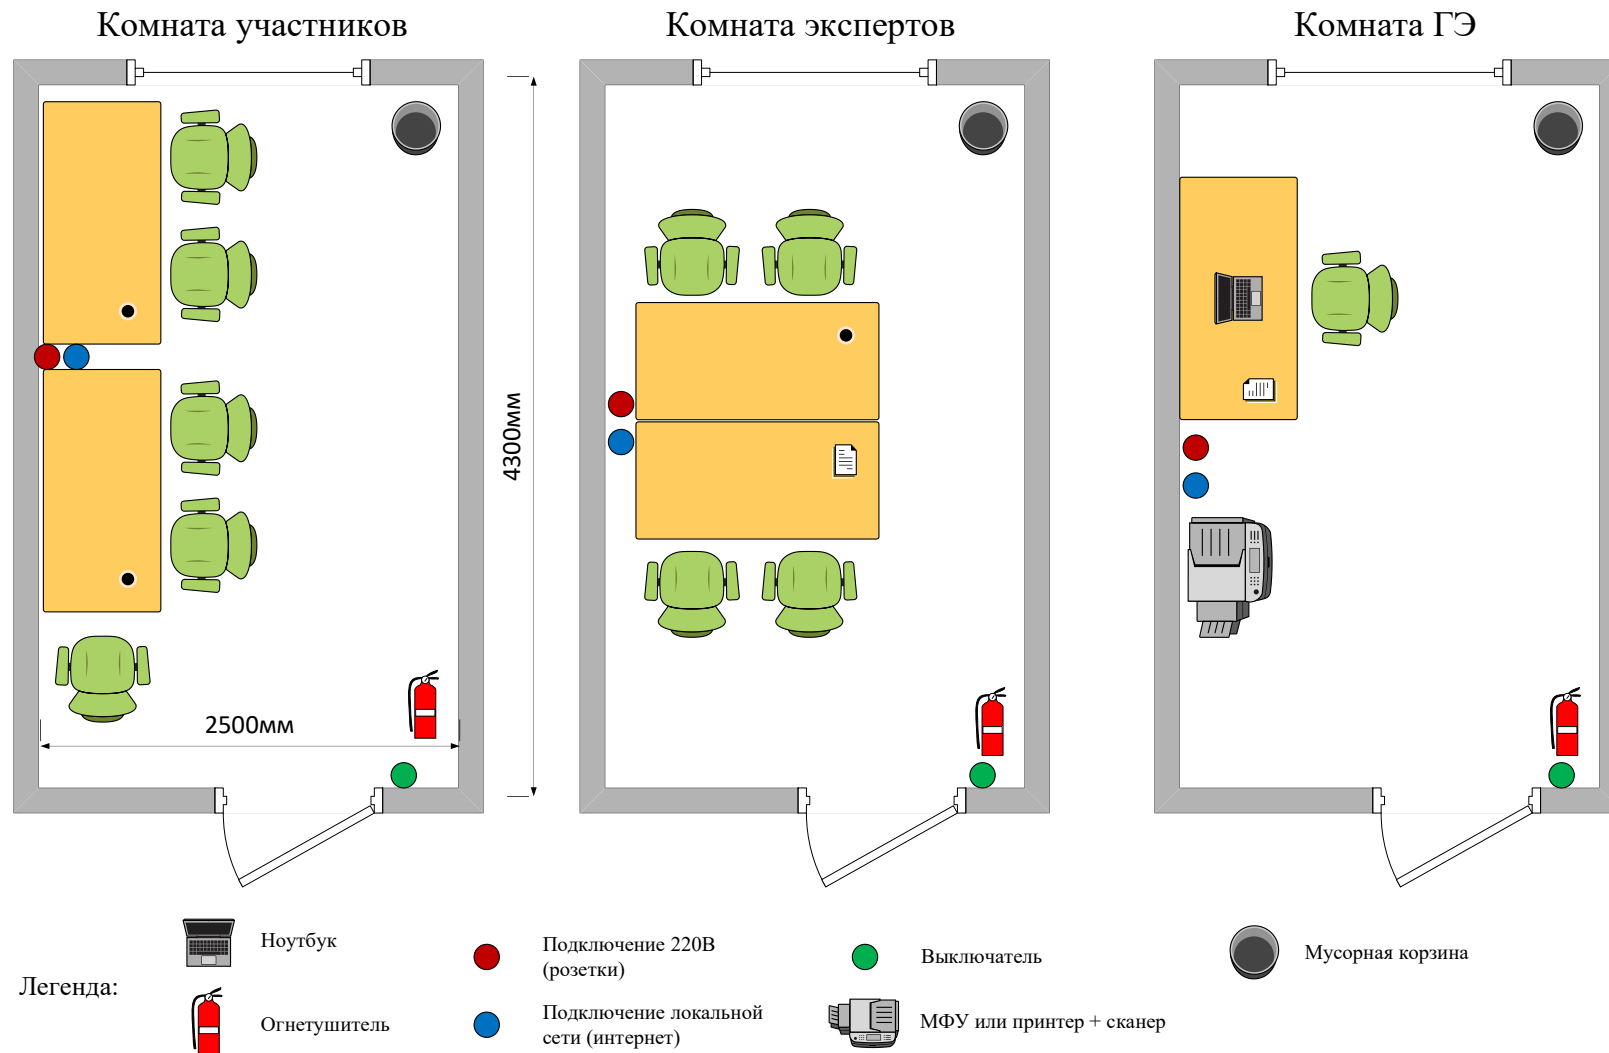 Комната участников
Комната экспертов
Комната ГЭ
4300мм
2500мм
Легенда:
Ноутбук
Огнетушитель
Подключение 220В
(розетки)
Подключение локальной
сети (интернет)
Выключатель
МФУ или принтер + сканер
Мусорная корзина